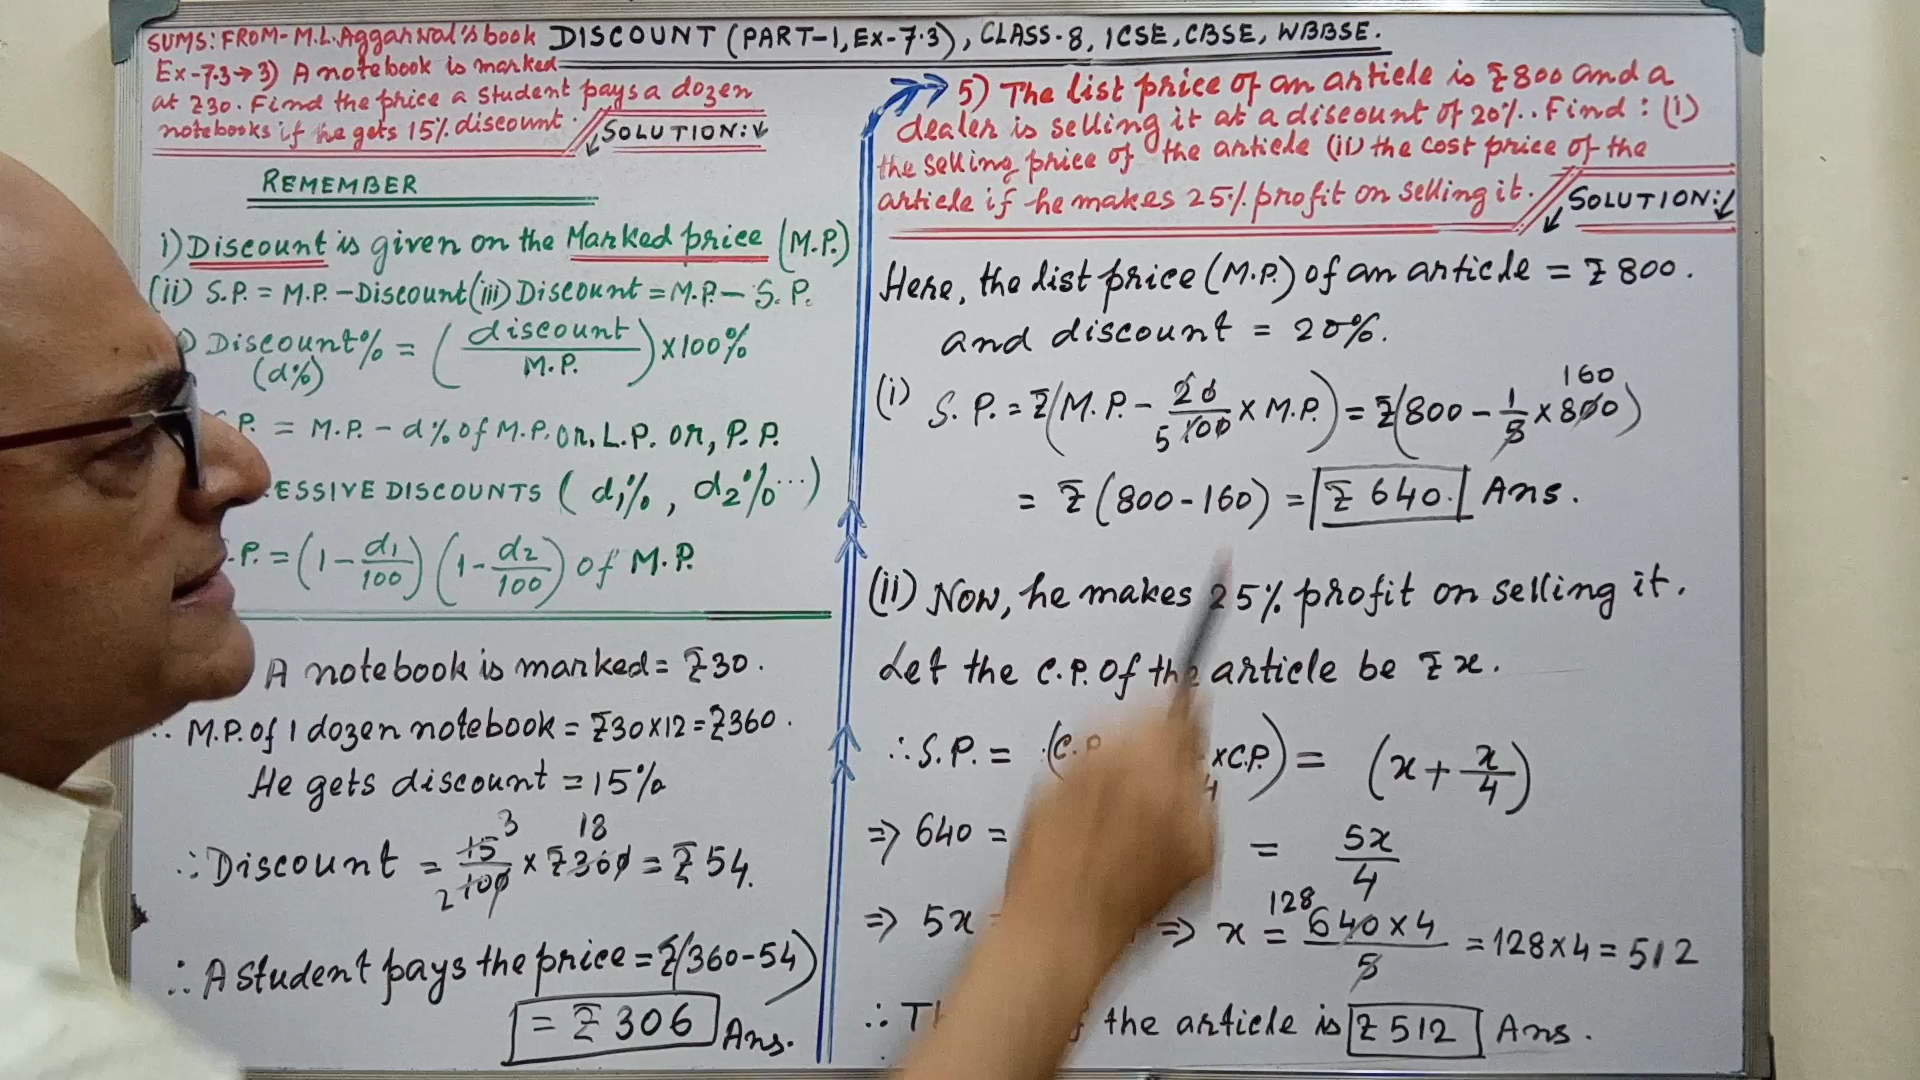 SUMS: FROM- M.L.Aggarwal's book DISCOUNT (PART-1, EX-7.3), CLASS-8, ICSE, CBSE, WBBSE.
Ex-7.3→3) A notebook is marked
at ₹30. Find the price a student pays a dozen
notebooks if he gets 15% discount.
SOLUTION:↓
REMEMBER
i) Discount is given on the Marked price (M.P.)
(ii) S.P. = M.P. - Discount (iii) Discount = M.P. - S.P.
) Discount% = (discount/M.P.) x 100%
(d%)
P. = M.P. - d% of M.P. or, L.P. or, P.P.
ESSIVE DISCOUNTS (d1%, d2%...)
.P. = (1 - d1/100) (1 - d2/100) of M.P.
A notebook is marked = ₹30.
∴ M.P. of 1 dozen notebook = ₹30x12 = ₹360.
He gets discount = 15%
3 18
∴ Discount = 15/100 x ₹360 = ₹54.
2
∴ A student pays the price = ₹(360-54)
= ₹306 Ans.
5) The list price of an article is ₹800 and a
dealer is selling it at a discount of 20%.. Find: (i)
the selling price of the article (ii) the cost price of the
article if he makes 25% profit on selling it.
SOLUTION:↓
Here, the list price (M.P.) of an article = ₹800.
and discount = 20%.
160
(i) S.P. = ₹(M.P. - 20/100 x M.P.) = ₹(800 - 1/5 x 800)
5
= ₹(800-160) = ₹640. Ans.
(ii) Now, he makes 25% profit on selling it.
Let the C.P. of the article be ₹x.
∴ S.P. = (C.P. xC.P.) = (x + x/4)
4
⇒ 640 = = 5x/4
128
⇒ 5x ⇒ x = 640x4/5 = 128x4 = 512
∴ the article is ₹512 Ans.